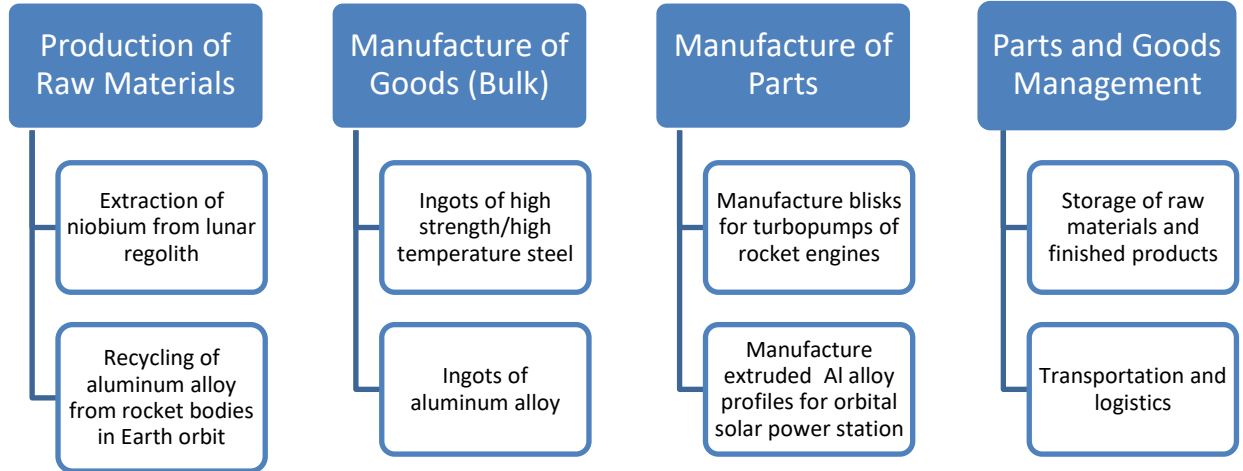 Production of
Raw Materials
Extraction of
niobium from lunar
regolith
Recycling of
aluminum alloy
from rocket bodies
in Earth orbit
Manufacture of
Goods (Bulk)
Ingots of high
strength/high
temperature steel
Ingots of
aluminum alloy
Manufacture of
Parts
Manufacture blisks
for turbopumps of
rocket engines
Manufacture
extruded Al alloy
profiles for orbital
solar power station
Parts and Goods
Management
Storage of raw
materials and
finished products
Transportation and
logistics